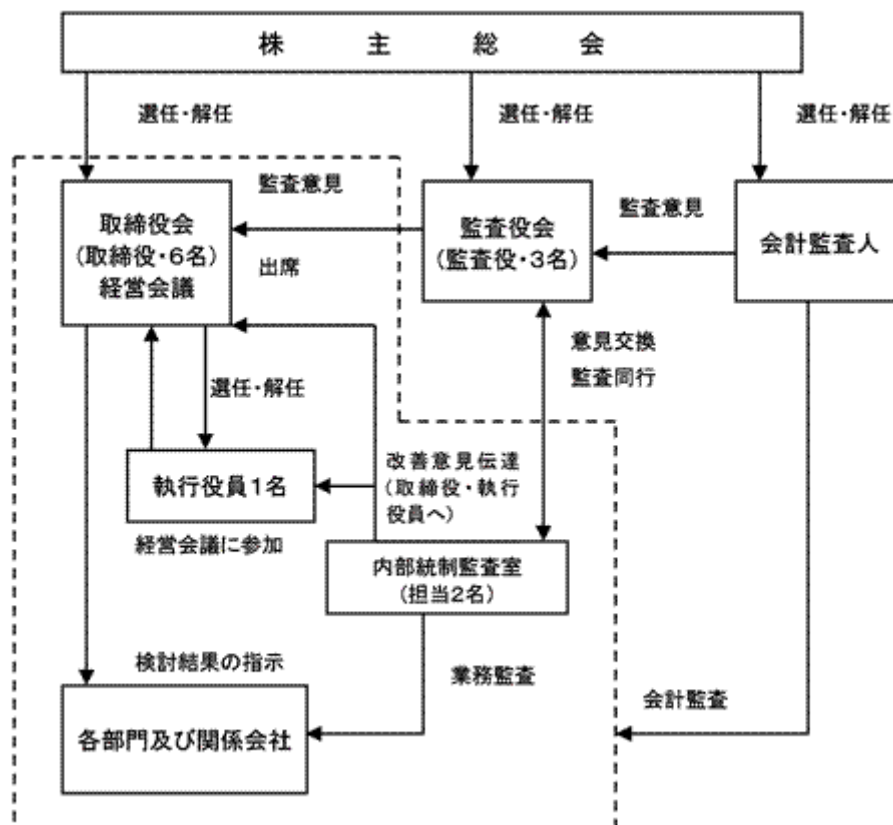 株主総会
選任・解任
選任・解任
選任・解任
監査意見
監査意見
取締役会
(取締役・6名)
経営会議
監査役会
(監査役・3名)
会計監査人
出席
意見交換
監査同行
選任・解任
執行役員1名
改善意見伝達
(取締役・執行
役員へ)
経営会議に参加
内部統制監査室
(担当2名)
検討結果の指示
業務監査
会計監査
各部門及び関係会社